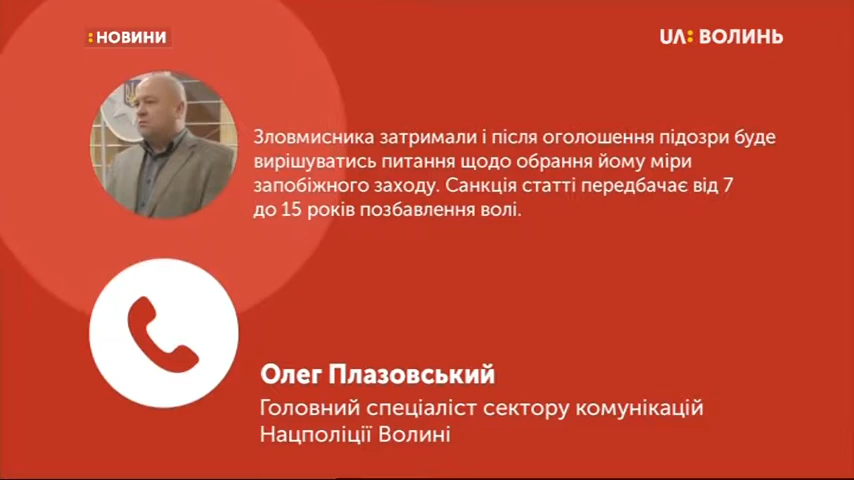 :НОВИНИ
UA: ВОЛИНЬ
Зловмисника затримали і після оголошення підозри буде
вирішуватись питання щодо обрання йому міри
запобіжного заходу. Санкція статті передбачає від 7
до 15 років позбавлення волі.
Олег Плазовський
Головний спеціаліст сектору комунікацій
Нацполіції Волині